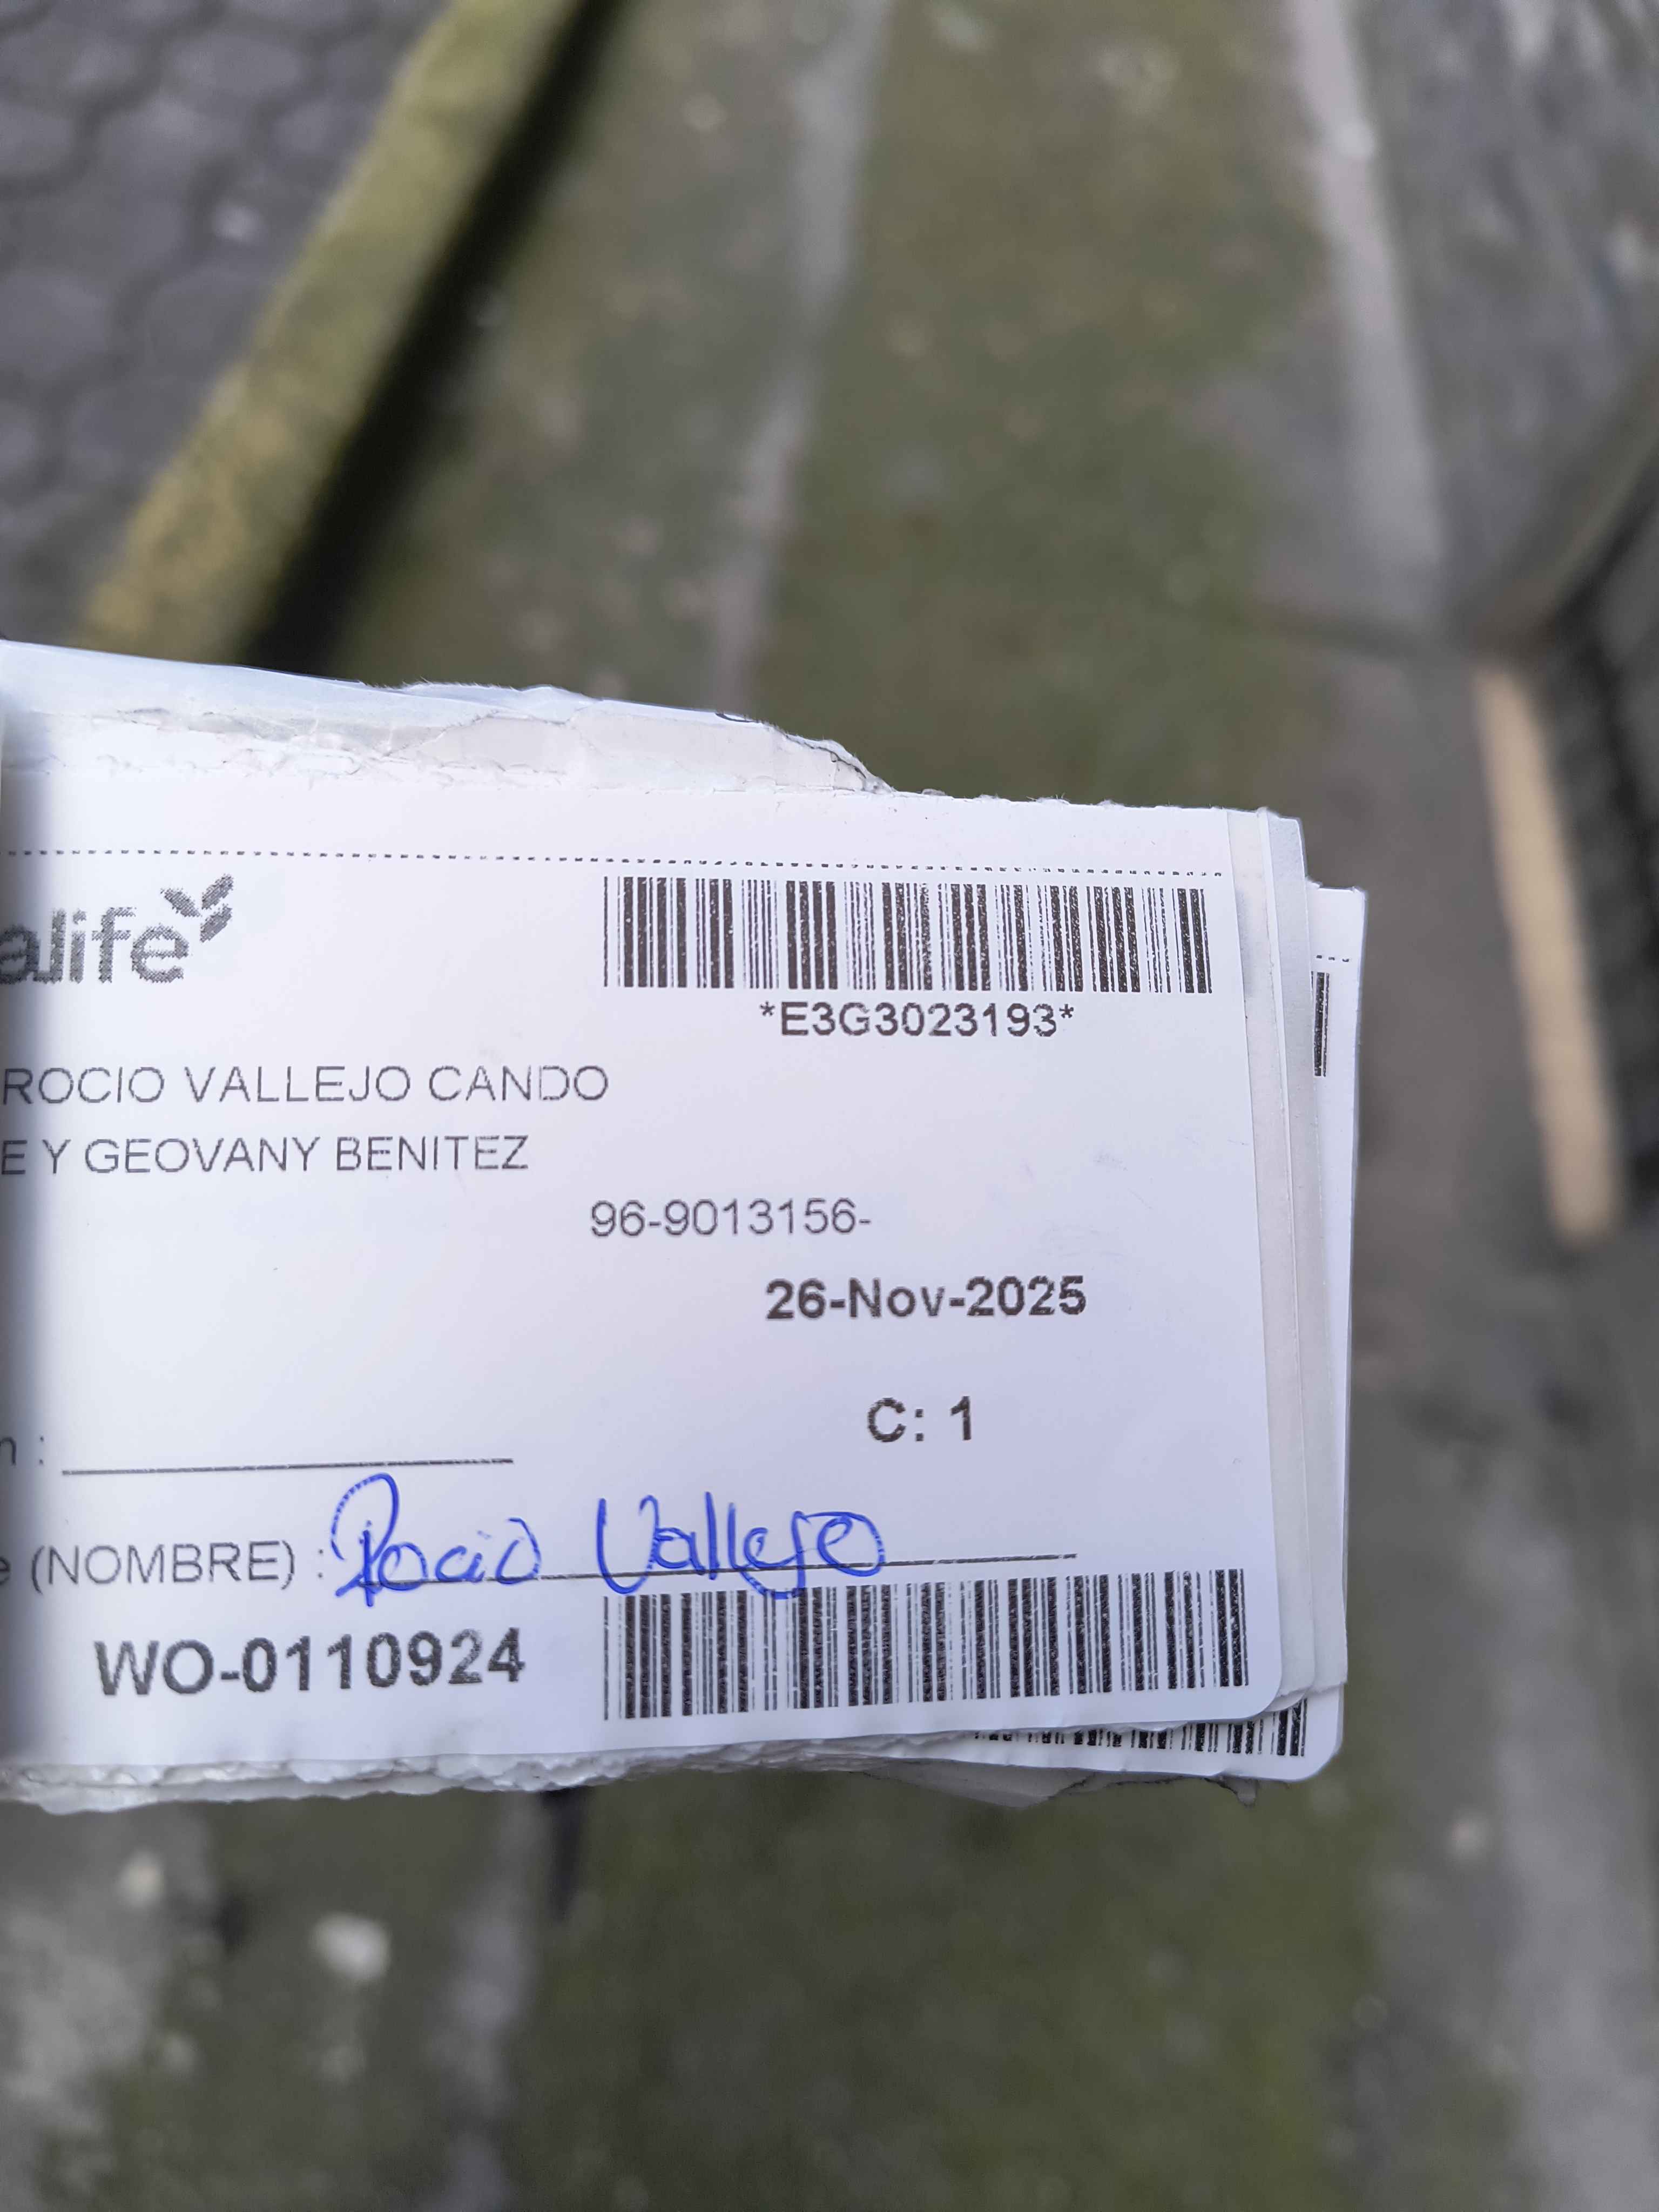 alife
*E3G3023193*
ROCIO VALLEJO CANDO
E Y GEOVANY BENITEZ
96-9013156-
26-Nov-2025
C: 1
n :
e (NOMBRE) : Rocio Vallejo
WO-0110924